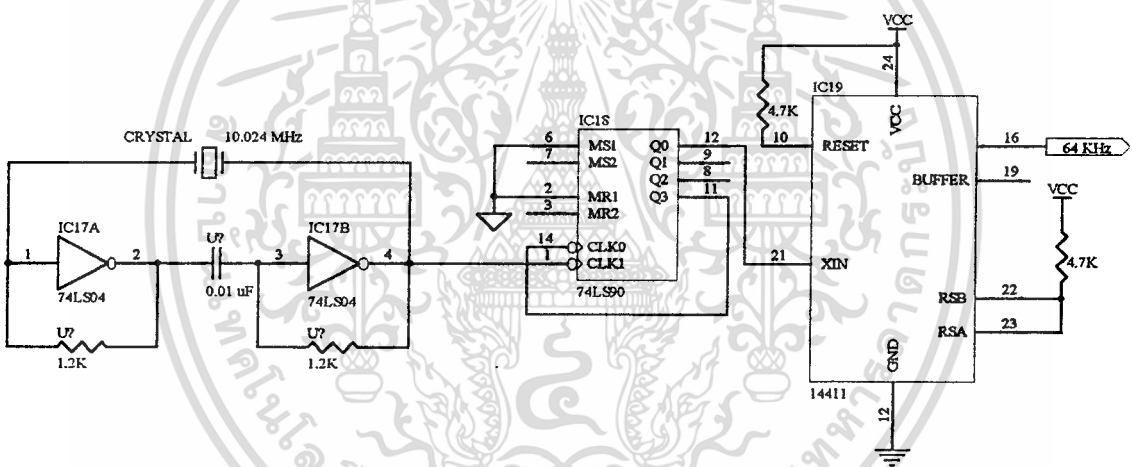 CRYSTAL 10.024 MHz
IC17A
1 2
74LS04
U?
1.2K
U?
0.01 uF
IC17B
3 4
74LS04
U?
1.2K
IC18
6 MS1
7 MS2
2 MR1
3 MR2
14 CLK0
1 CLK1
Q0 12
Q1 9
Q2 8
Q3 11
74LS90
VCC
24
IC19
4.7K
10 RESET
VCC
16 64 KHz
BUFFER 19
VCC
4.7K
21 XIN
RSB 22
RSA 23
GND
14411
12